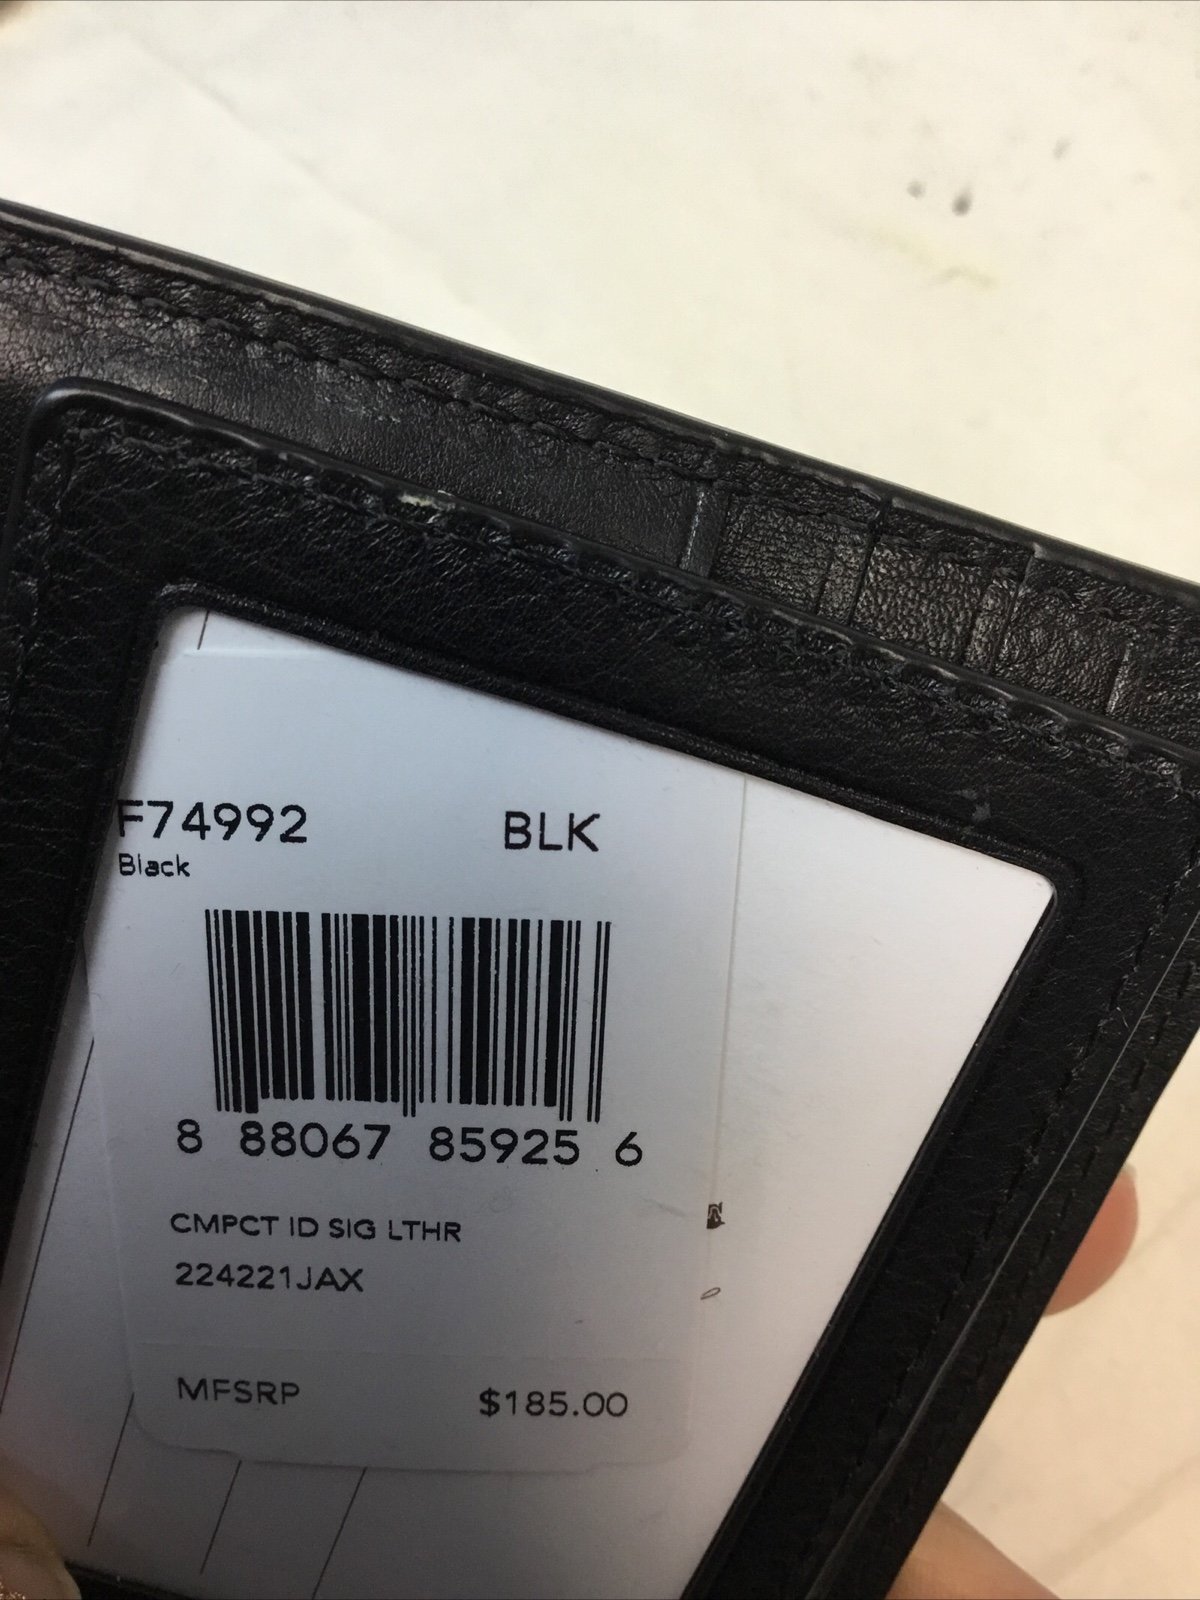 F74992 BLK
Black
8 88067 85925 6
CMPCT ID SIG LTHR
224221JAX
MFSRP $185.00